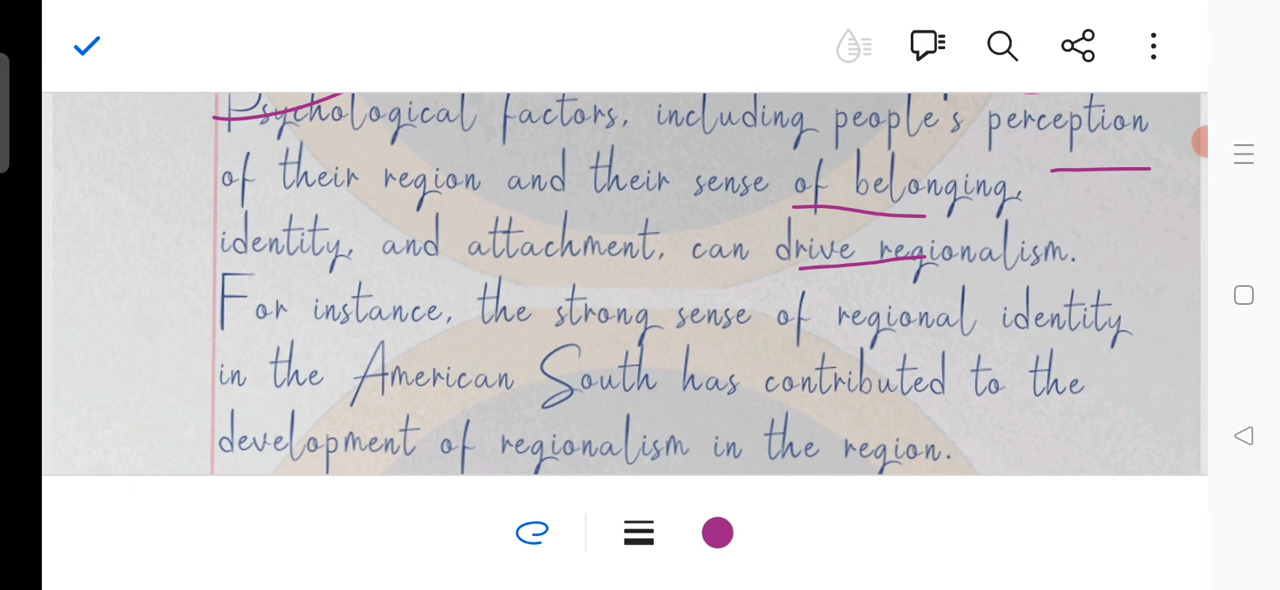 Psychological factors, including people's perception
of their region and their sense of belonging,
identity, and attachment, can drive regionalism.
For instance, the strong sense of regional identity
in the American South has contributed to the
development of regionalism in the region.